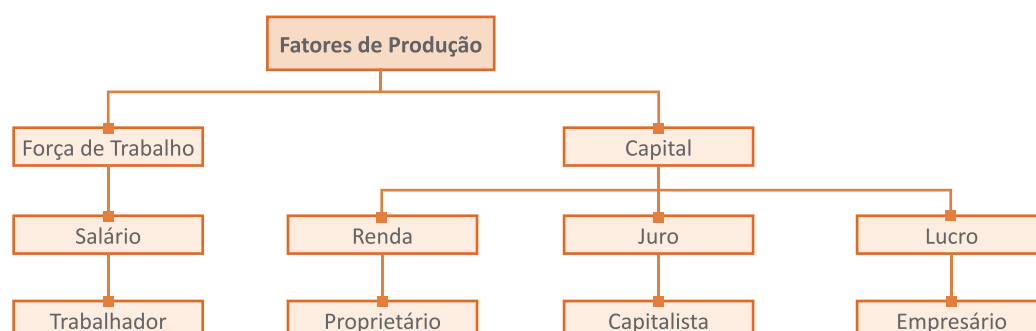 Fatores de Produção
Força de Trabalho
Capital
Salário
Renda
Juro
Lucro
Trabalhador
Proprietário
Capitalista
Empresário